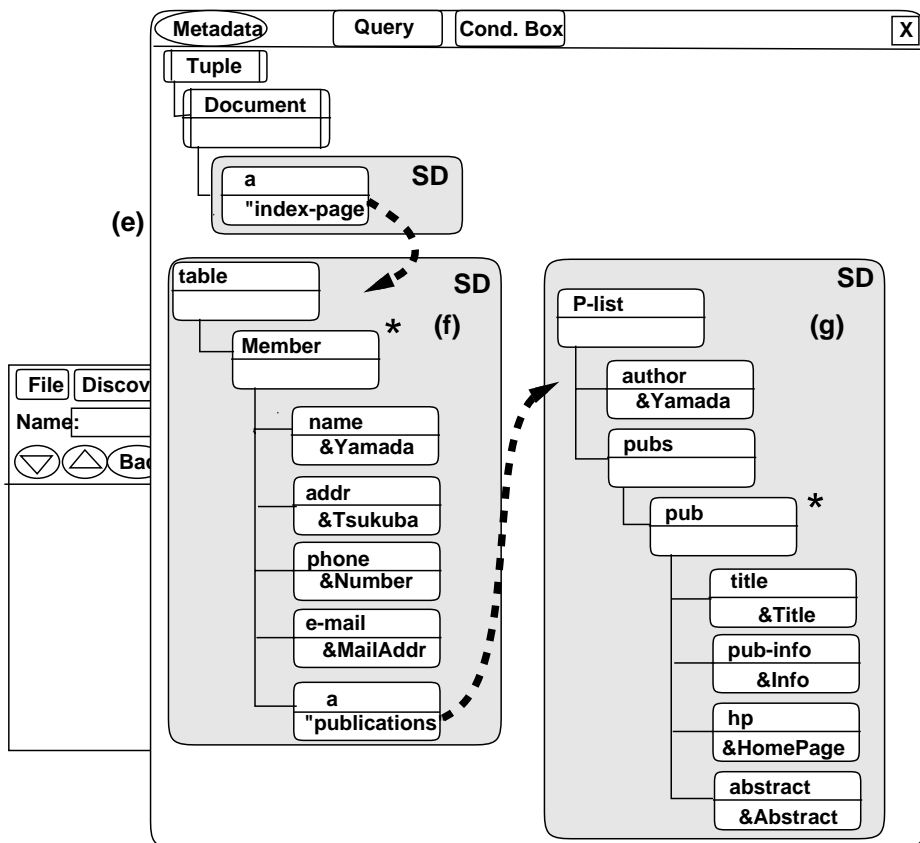 Metadata
Query
Cond. Box
X
Tuple
Document
SD
a
"index-page
(e)
table
SD
(f)
Member
*
name
&Yamada
addr
&Tsukuba
phone
&Number
e-mail
&MailAddr
a
"publications
SD
P-list
(g)
author
&Yamada
pubs
pub
*
title
&Title
pub-info
&Info
hp
&HomePage
abstract
&Abstract
File
Discov
Name:
Bac